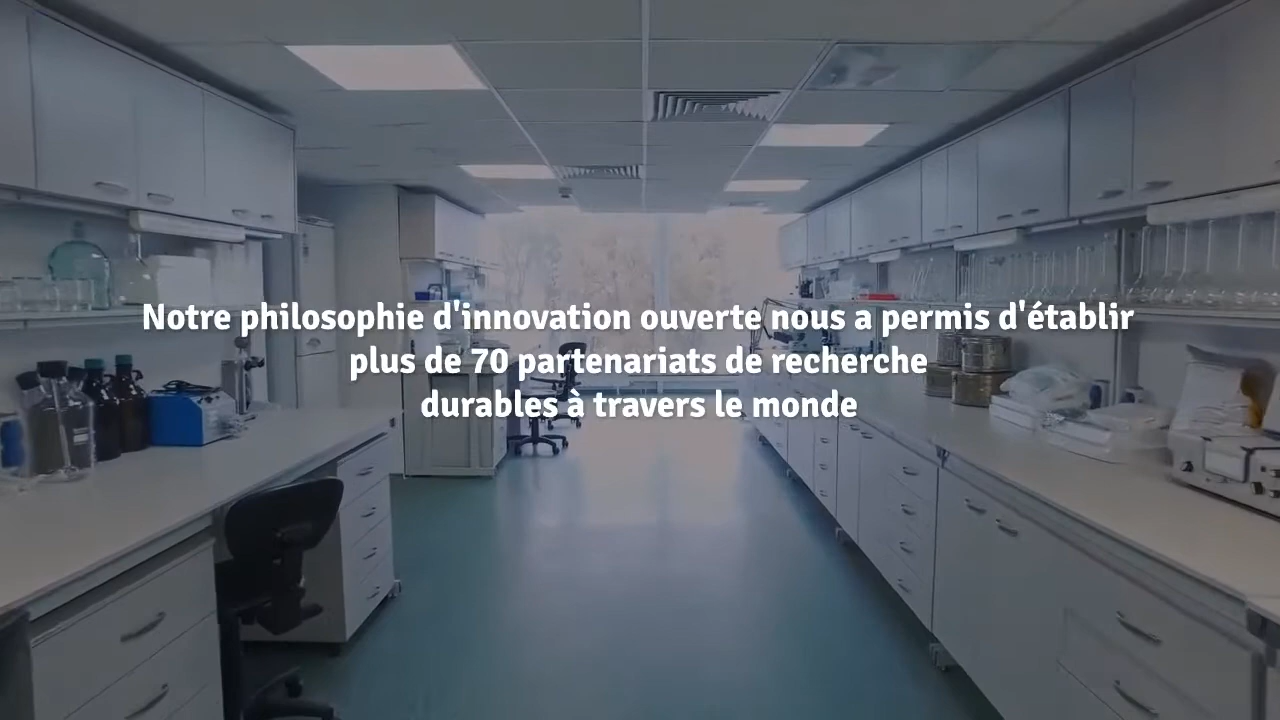 Notre philosophie d'innovation ouverte nous a permis d'établir
plus de 70 partenariats de recherche
durables à travers le monde